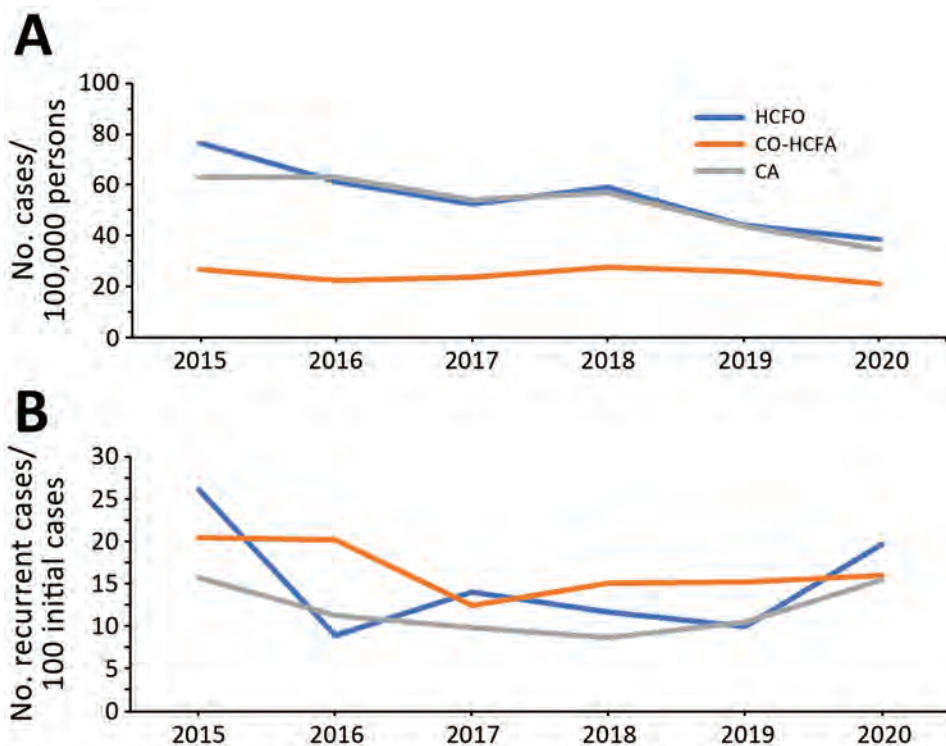 A
No. cases/
100,000 persons
100
80
60
40
20
0
HCFO
CO-HCFA
CA
2015 2016 2017 2018 2019 2020
B
No. recurrent cases/
100 initial cases
30
25
20
15
10
5
0
2015 2016 2017 2018 2019 2020